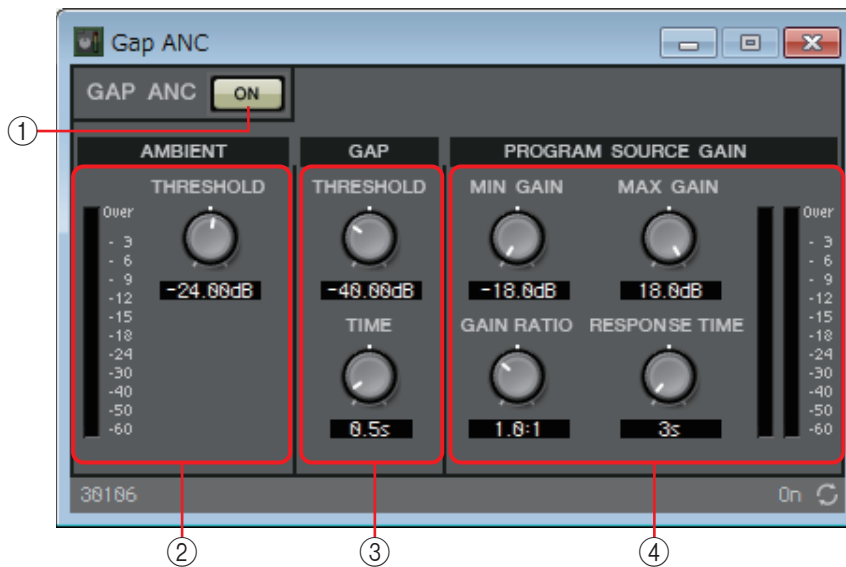 Gap ANC
GAP ANC ON
①
AMBIENT GAP PROGRAM SOURCE GAIN
THRESHOLD THRESHOLD MIN GAIN MAX GAIN
Over
- 3
- 6
- 9
-12
-15
-18
-24
-30
-40
-50
-60
-24.00dB
-40.00dB
TIME
0.5s
-18.0dB 18.0dB
GAIN RATIO RESPONSE TIME
1.0:1 3s
Over
- 3
- 6
- 9
-12
-15
-18
-24
-30
-40
-50
-60
30106 On
② ③ ④